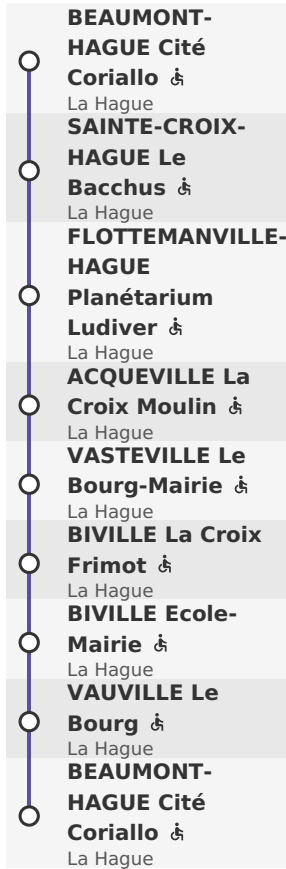 BEAUMONT-
HAGUE Cité
Coriallo
La Hague
SAINTE-CROIX-
HAGUE Le
Bacchus
La Hague
FLOTTEMANVILLE-
HAGUE
Planétarium
Ludiver
La Hague
ACQUEVILLE La
Croix Moulin
La Hague
VASTEVILLE Le
Bourg-Mairie
La Hague
BIVILLE La Croix
Frimot
La Hague
BIVILLE Ecole-
Mairie
La Hague
VAUVILLE Le
Bourg
La Hague
BEAUMONT-
HAGUE Cité
Coriallo
La Hague